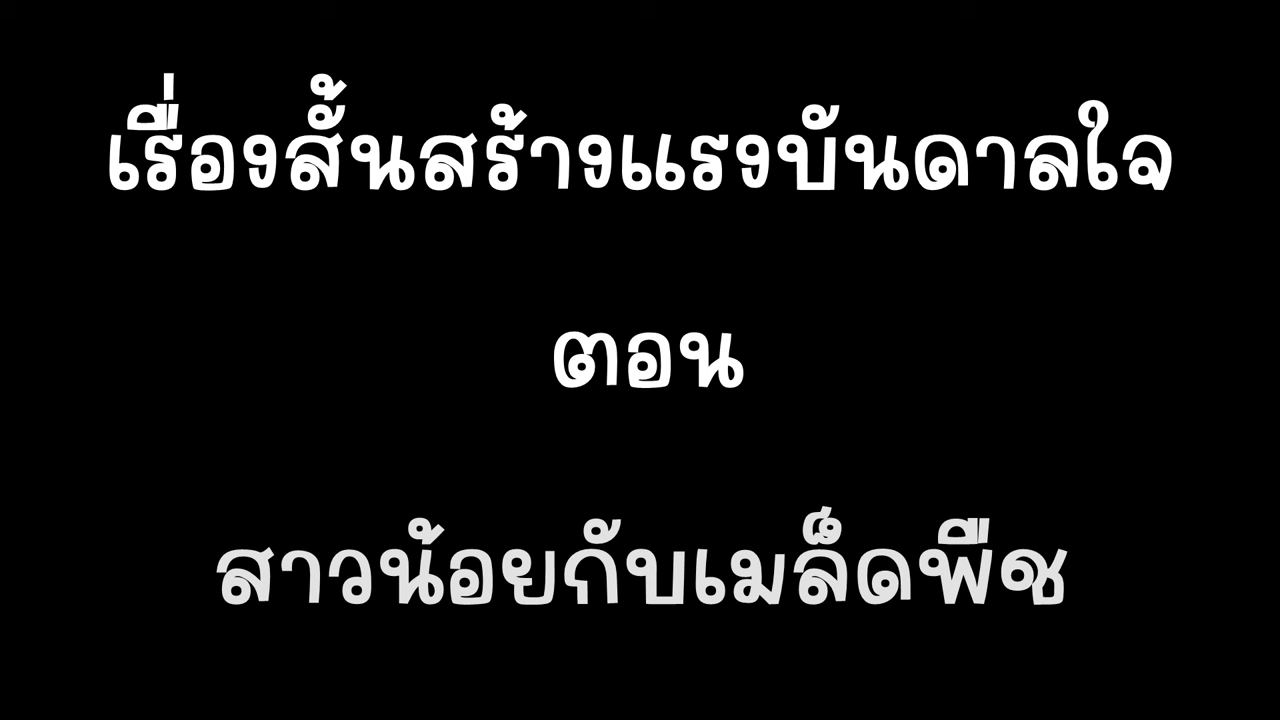 เรื่องสั้นสร้างแรงบันดาลใจ
ตอน
สาวน้อยกับเมล็ดพืช